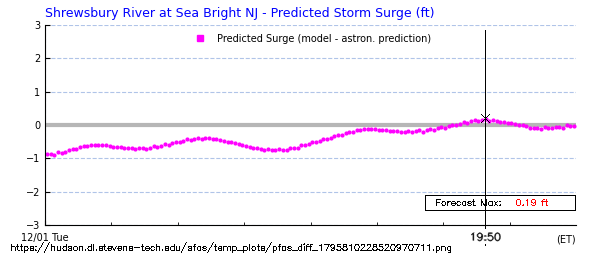 Shrewsbury River at Sea Bright NJ - Predicted Storm Surge (ft)
3
Predicted Surge (model - astron. prediction)
2
1
0
−1
−2
Forecast Max: 0.19 ft
−3
12/01 Tue
19:50
(ET)
https://hudson.dl.stevens-tech.edu/sfas/temp_plots/pfas_diff_1795810228520970711.png